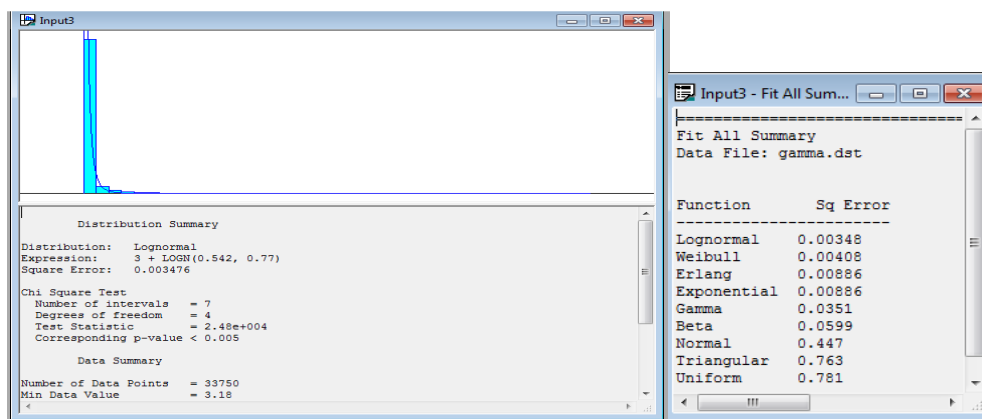 Input3
Distribution Summary
Distribution: Lognormal
Expression: 3 + LOGN(0.542, 0.77)
Square Error: 0.003476
Chi Square Test
Number of intervals = 7
Degrees of freedom = 4
Test Statistic = 2.48e+004
Corresponding p-value < 0.005
Data Summary
Number of Data Points = 33750
Min Data Value = 3.18
Input3 - Fit All Sum...
==================================
Fit All Summary
Data File: gamma.dst
Function Sq Error
-----------------------
Lognormal 0.00348
Weibull 0.00408
Erlang 0.00886
Exponential 0.00886
Gamma 0.0351
Beta 0.0599
Normal 0.447
Triangular 0.763
Uniform 0.781